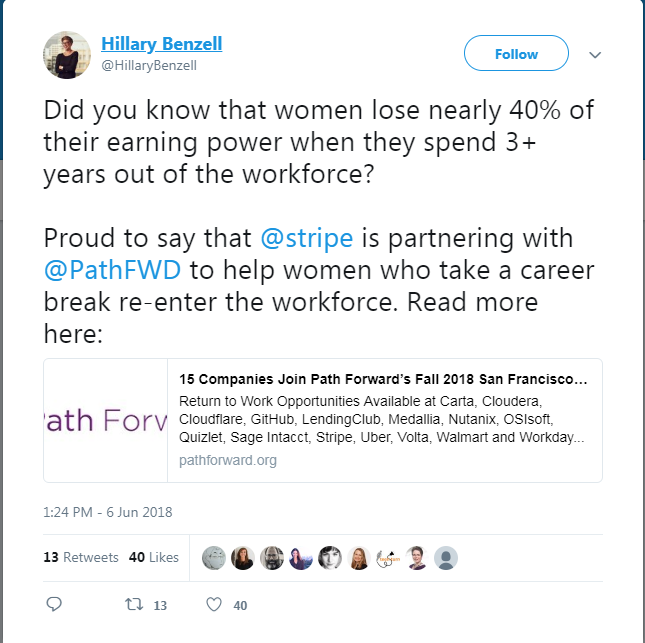 Hillary Benzell
@HillaryBenzell
Follow
Did you know that women lose nearly 40% of
their earning power when they spend 3+
years out of the workforce?
Proud to say that @stripe is partnering with
@PathFWD to help women who take a career
break re-enter the workforce. Read more
here:
ath Forw
15 Companies Join Path Forward's Fall 2018 San Francisco...
Return to Work Opportunities Available at Carta, Cloudera,
Cloudflare, GitHub, LendingClub, Medallia, Nutanix, OSIsoft,
Quizlet, Sage Intacct, Stripe, Uber, Volta, Walmart and Workday...
pathforward.org
1:24 PM - 6 Jun 2018
13 Retweets 40 Likes
13 40